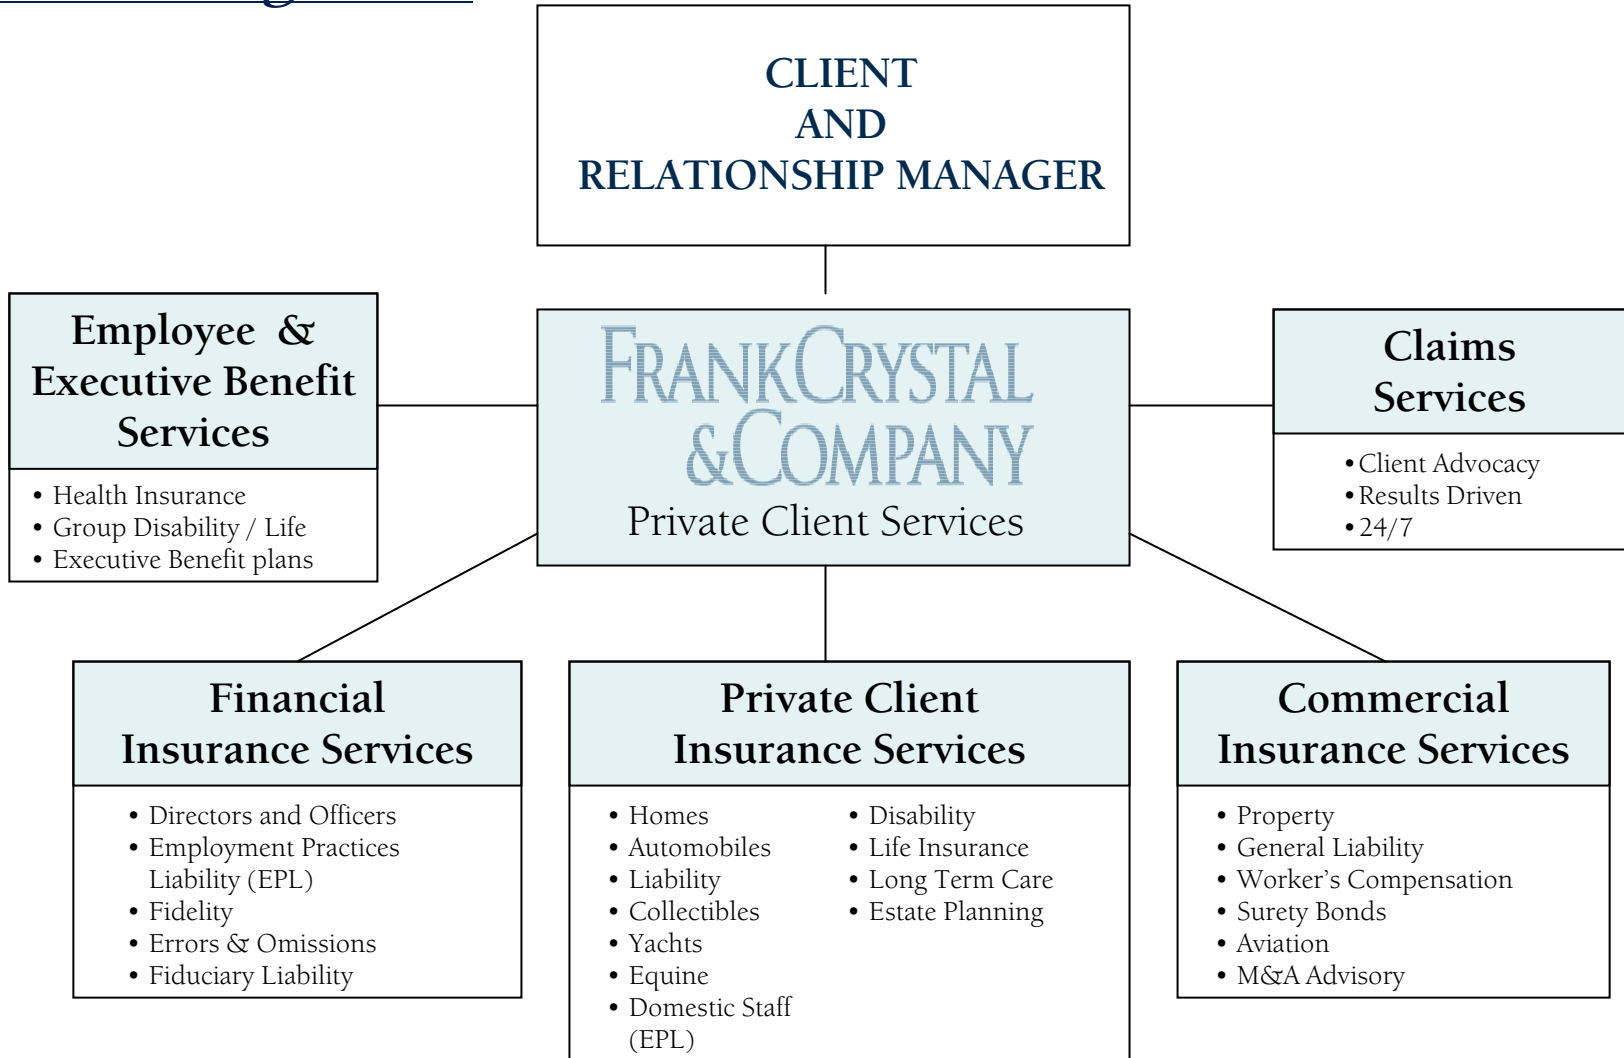 CLIENT
AND
RELATIONSHIP MANAGER
Employee &
Executive Benefit
Services
• Health Insurance
• Group Disability / Life
• Executive Benefit plans
FRANKCRYSTAL
&COMPANY
Private Client Services
Claims
Services
•Client Advocacy
•Results Driven
•24/7
Financial
Insurance Services
• Directors and Officers
• Employment Practices
Liability (EPL)
• Fidelity
• Errors & Omissions
• Fiduciary Liability
Private Client
Insurance Services
• Homes
• Automobiles
• Liability
• Collectibles
• Yachts
• Equine
• Domestic Staff
(EPL)
• Disability
• Life Insurance
• Long Term Care
• Estate Planning
Commercial
Insurance Services
• Property
• General Liability
• Worker's Compensation
• Surety Bonds
• Aviation
• M&A Advisory